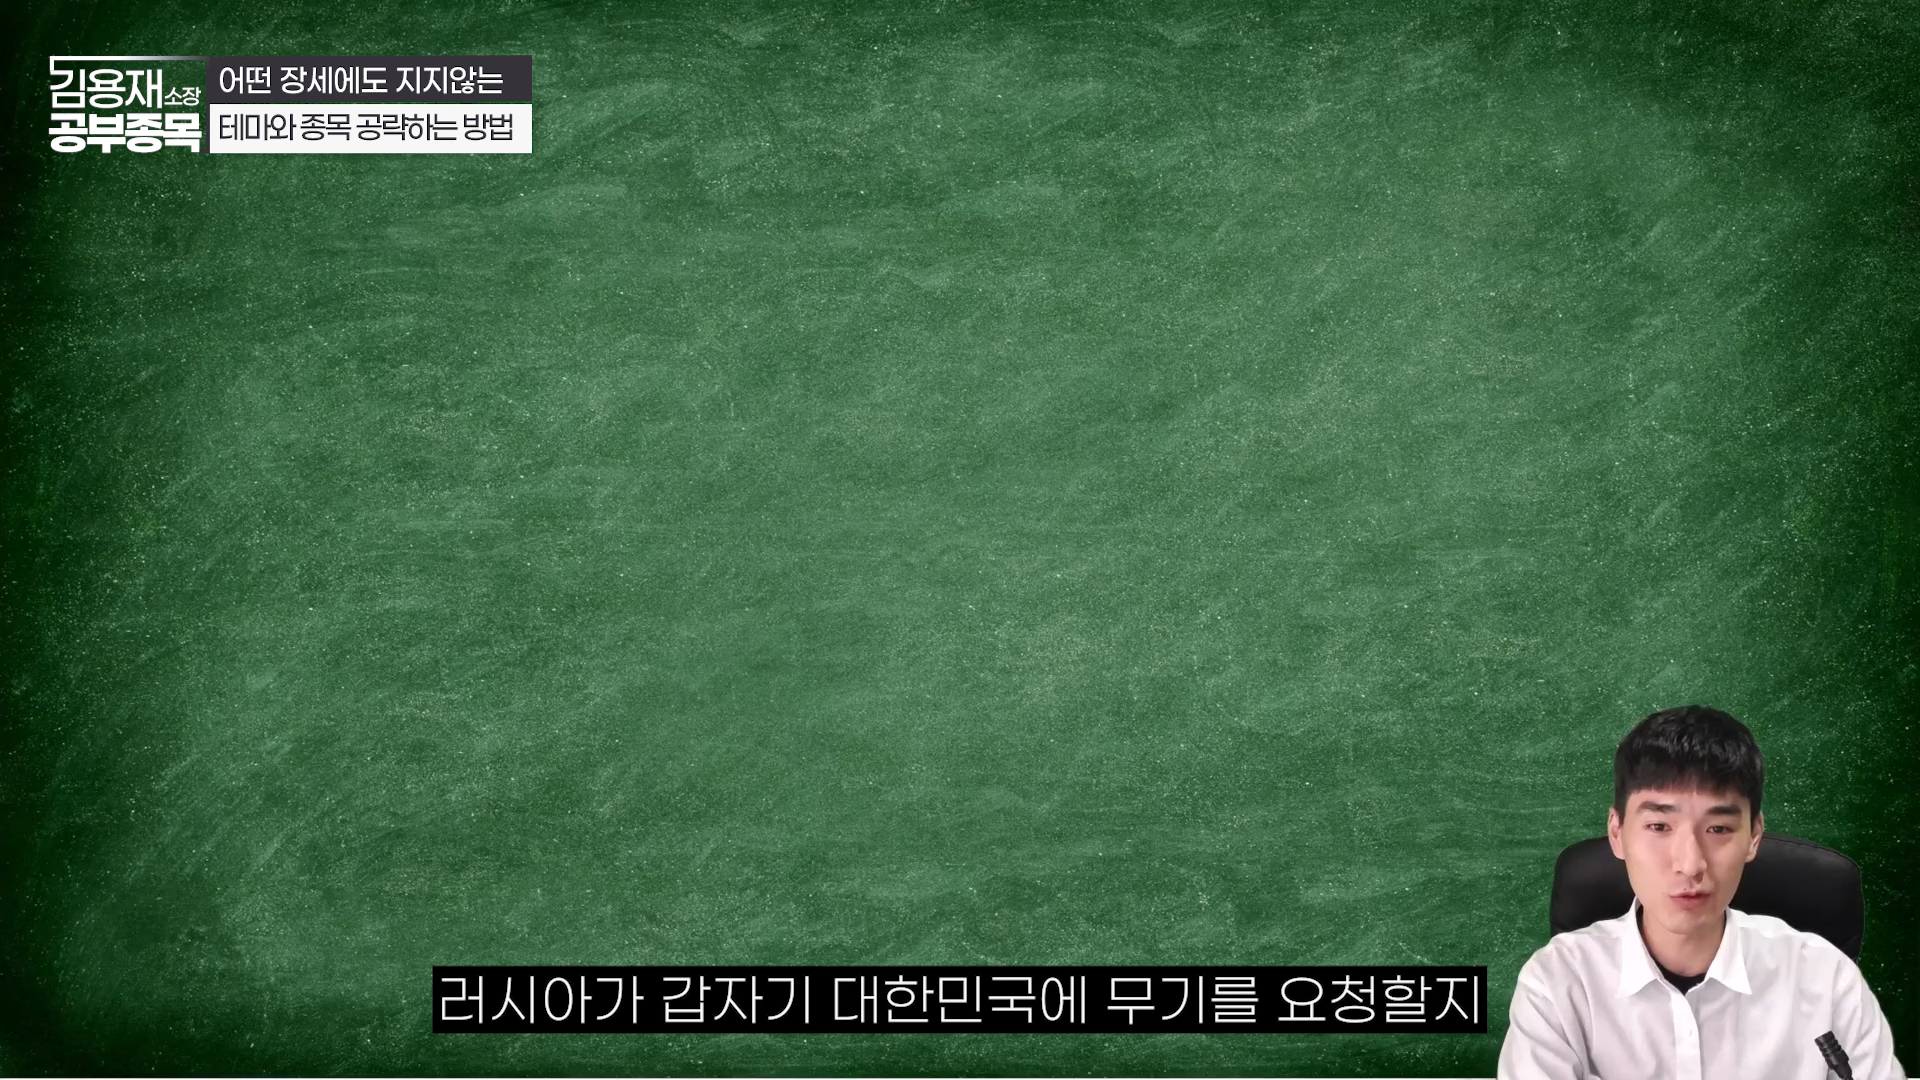 김용재 소장
공부종목
어떤 장세에도 지지않는
테마와 종목 공략하는 방법
러시아가 갑자기 대한민국에 무기를 요청할지